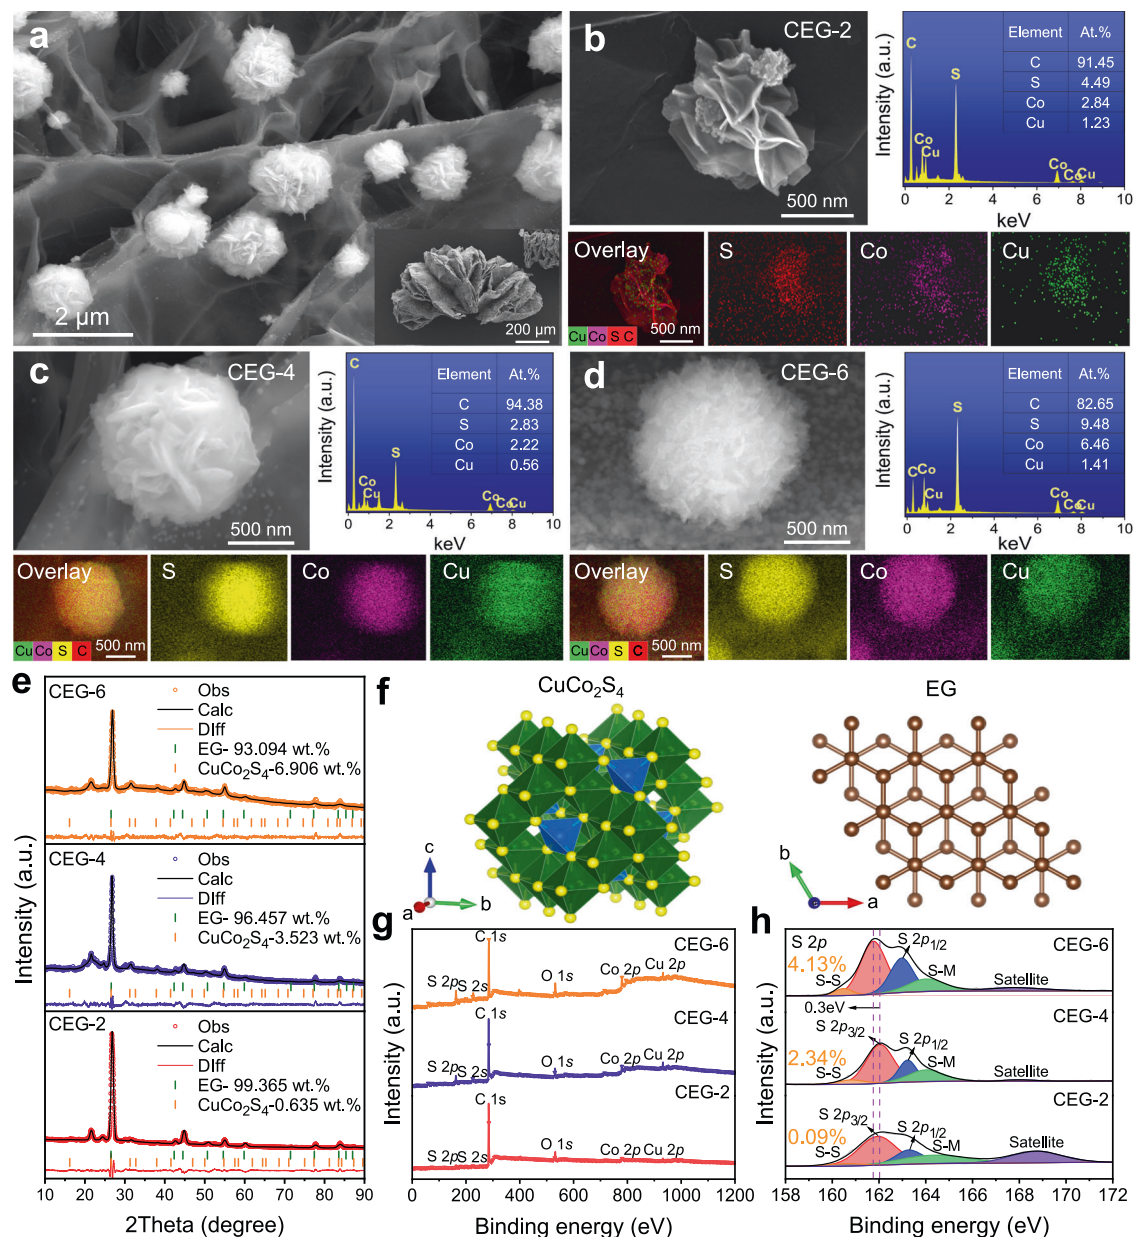 a
2 µm
200 µm
b
CEG-2
500 nm
Intensity (a.u.)
C
S
Co
Cu
Co
Co
Cu
Element At.%
C 91.45
S 4.49
Co 2.84
Cu 1.23
0 2 4 6 8 10
keV
Overlay
Cu Co S C
500 nm
S
Co
Cu
c
CEG-4
500 nm
Intensity (a.u.)
C
Co
Cu
S
Co
Co
Cu
Element At.%
C 94.38
S 2.83
Co 2.22
Cu 0.56
0 2 4 6 8 10
keV
d
CEG-6
500 nm
Intensity (a.u.)
C
Co
Cu
S
Co
Cu
Element At.%
C 82.65
S 9.48
Co 6.46
Cu 1.41
0 2 4 6 8 10
keV
Overlay
Cu Co S C
500 nm
S
Co
Cu
Overlay
Cu Co S C
500 nm
S
Co
Cu
e
Intensity (a.u.)
CEG-6
Obs
Calc
DIff
EG- 93.094 wt.%
CuCo₂S₄-6.906 wt.%
CEG-4
Obs
Calc
DIff
EG- 96.457 wt.%
CuCo₂S₄-3.523 wt.%
CEG-2
Obs
Calc
DIff
EG- 99.365 wt.%
CuCo₂S₄-0.635 wt.%
10 20 30 40 50 60 70 80 90
2Theta (degree)
f
CuCo₂S₄
EG
c
a
b
b
a
g
Intensity (a.u.)
C 1s
CEG-6
S 2p
S 2s
O 1s
Co 2p
Cu 2p
C 1s
CEG-4
S 2p
S 2s
O 1s
Co 2p
Cu 2p
C 1s
CEG-2
S 2p
S 2s
O 1s
Co 2p
Cu 2p
0 200 400 600 800 1000 1200
Binding energy (eV)
h
Intensity (a.u.)
S 2p
S 2p1/2
CEG-6
4.13%
S-S
S-M
Satellite
0.3eV
S 2p3/2
CEG-4
S 2p1/2
2.34%
S-S
S-M
Satellite
CEG-2
S 2p3/2
S 2p1/2
0.09%
S-S
S-M
Satellite
158 160 162 164 166 168 170 172
Binding energy (eV)